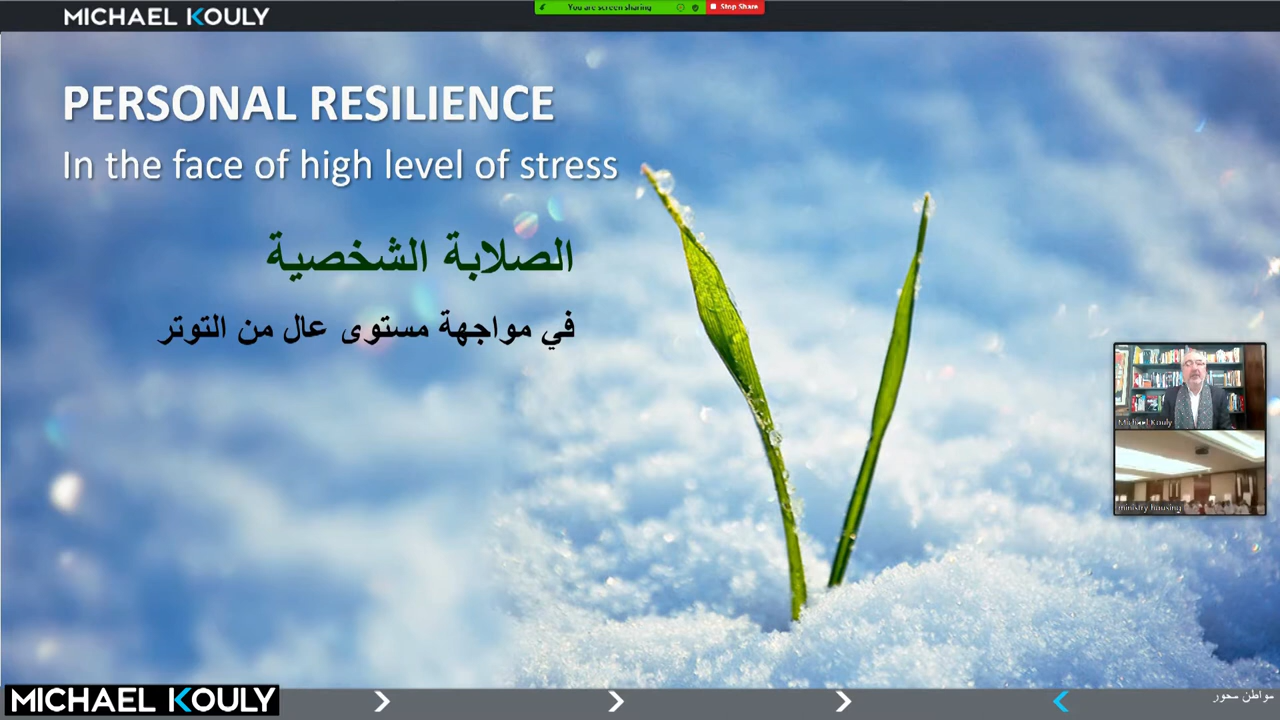 MICHAEL KOULY
You are screen sharing
Stop Share
PERSONAL RESILIENCE
In the face of high level of stress
الصلابة الشخصية
في مواجهة مستوى عال من التوتر
Michael Kouly
ministry housing
MICHAEL KOULY
سواطن سحور